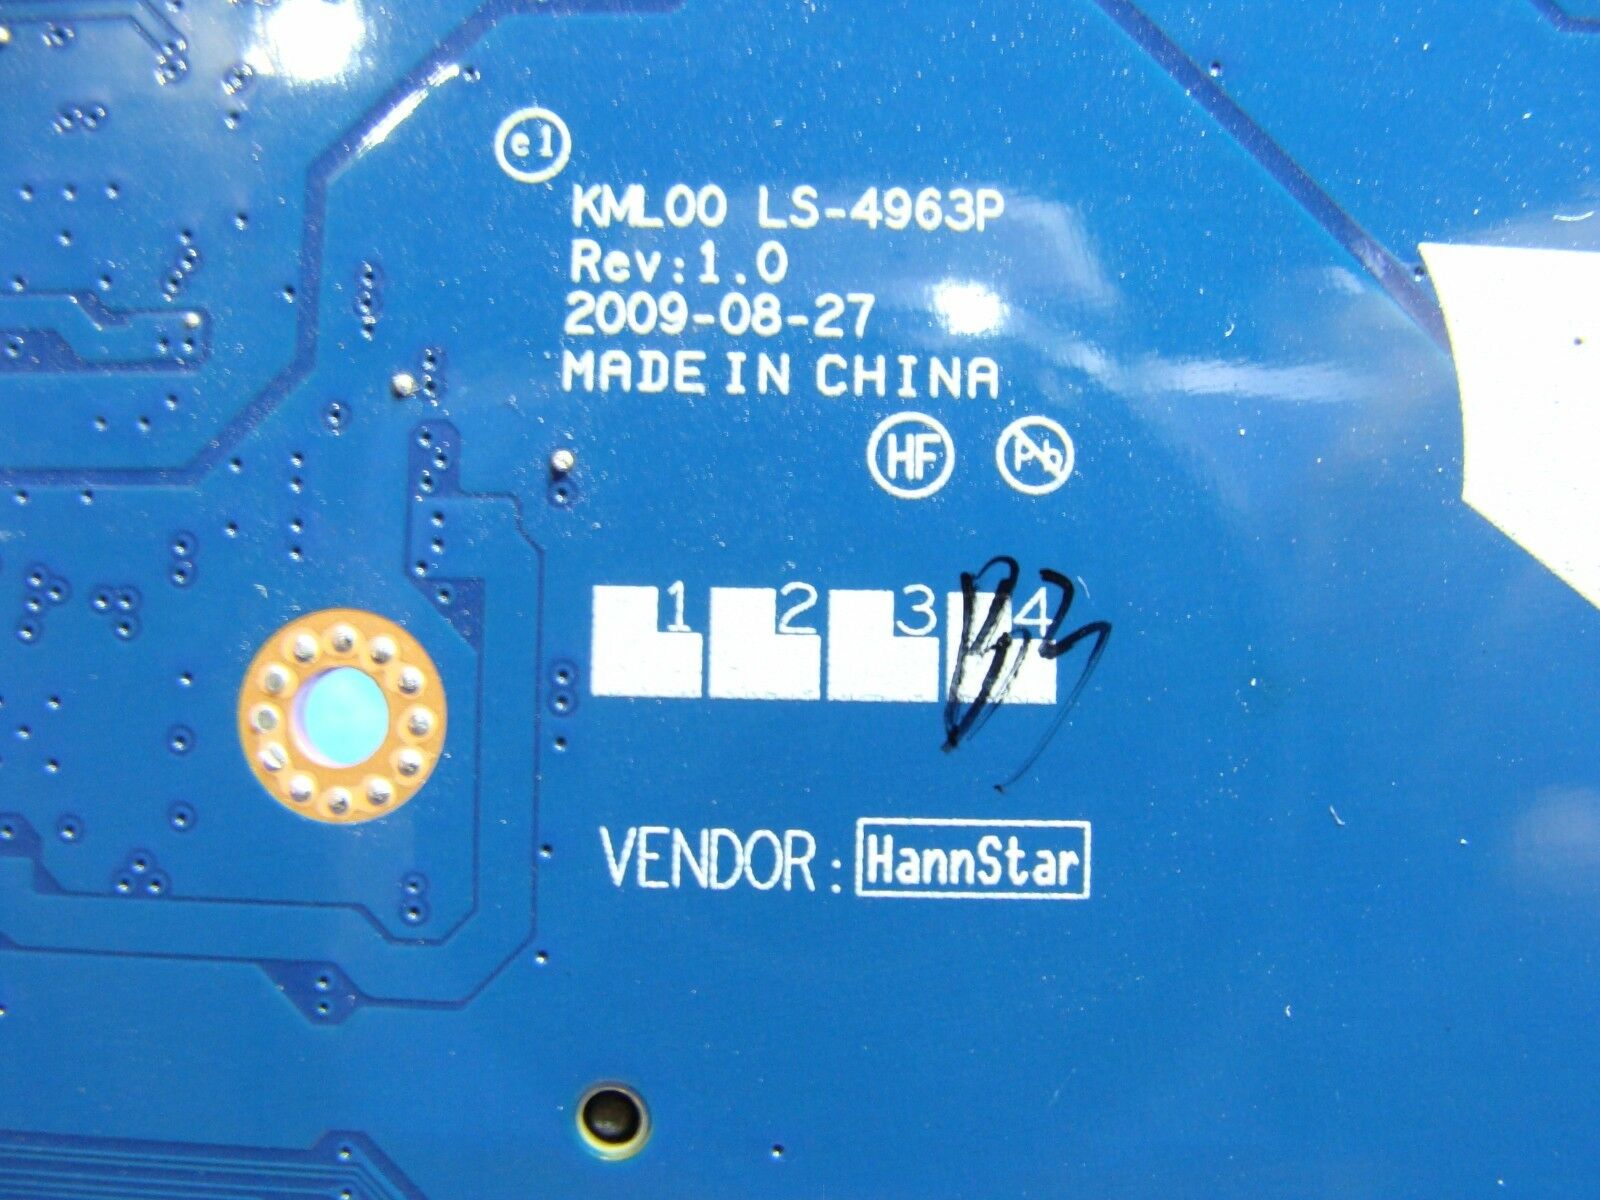 e1
KML00 LS-4963P
Rev:1.0
2009-08-27
MADE IN CHINA
HF Pb
1 2 3 4
VENDOR: HannStar